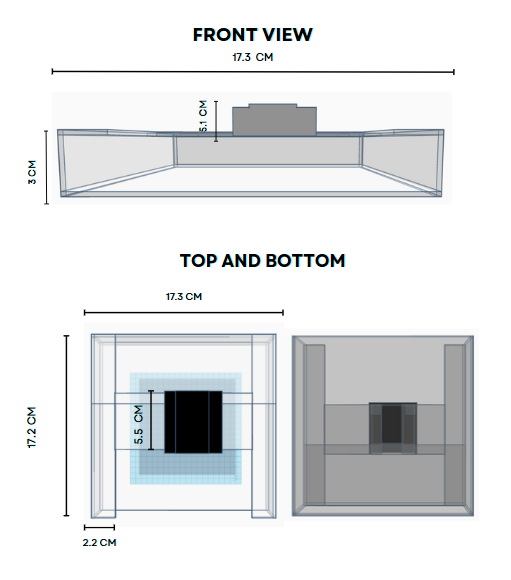 FRONT VIEW
17.3 CM
5.1 CM
3 CM
TOP AND BOTTOM
17.3 CM
17.2 CM
5.5 CM
2.2 CM